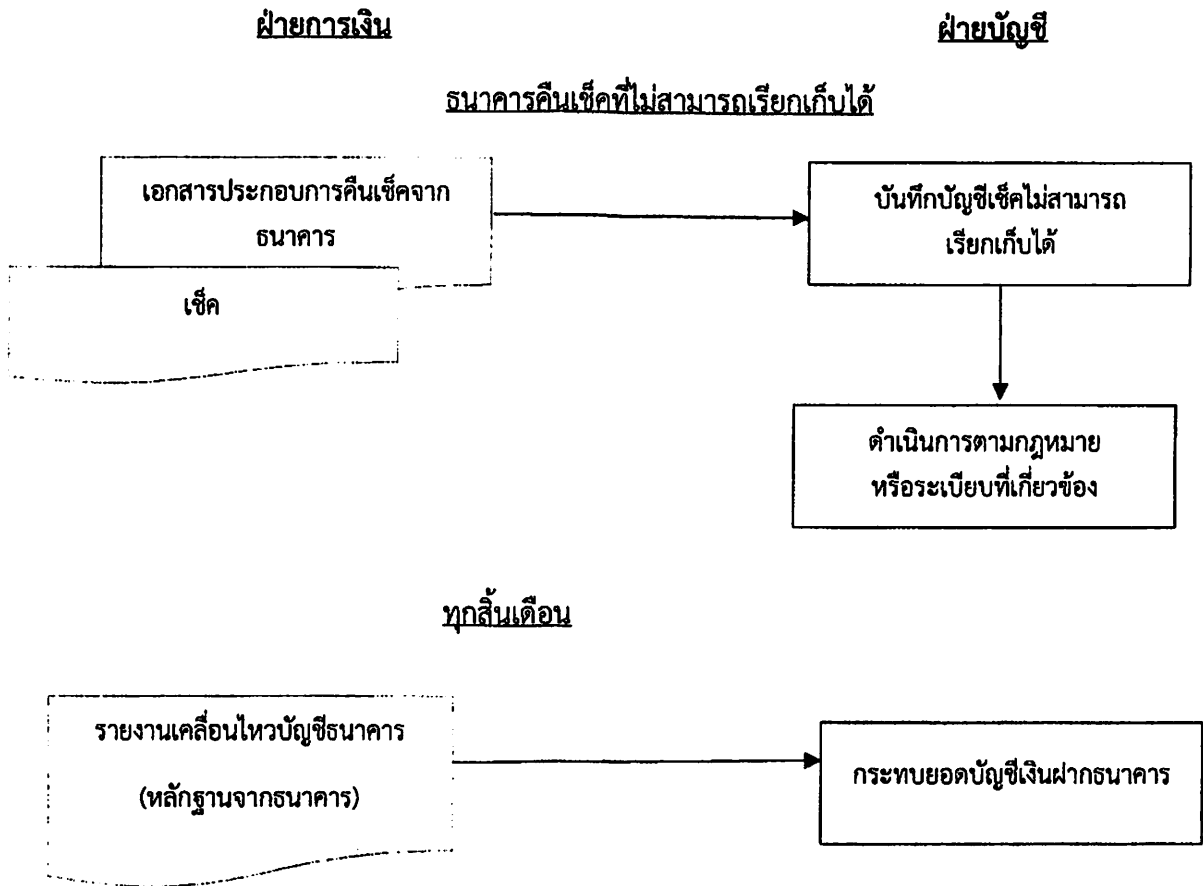 ฝ่ายการเงิน
ฝ่ายบัญชี
ธนาคารคืนเช็คที่ไม่สามารถเรียกเก็บได้
เอกสารประกอบการคืนเช็คจาก
ธนาคาร
เช็ค
บันทึกบัญชีเช็คไม่สามารถ
เรียกเก็บได้
ดำเนินการตามกฎหมาย
หรือระเบียบที่เกี่ยวข้อง
ทุกสิ้นเดือน
รายงานเคลื่อนไหวบัญชีธนาคาร
(หลักฐานจากธนาคาร)
กระทบยอดบัญชีเงินฝากธนาคาร